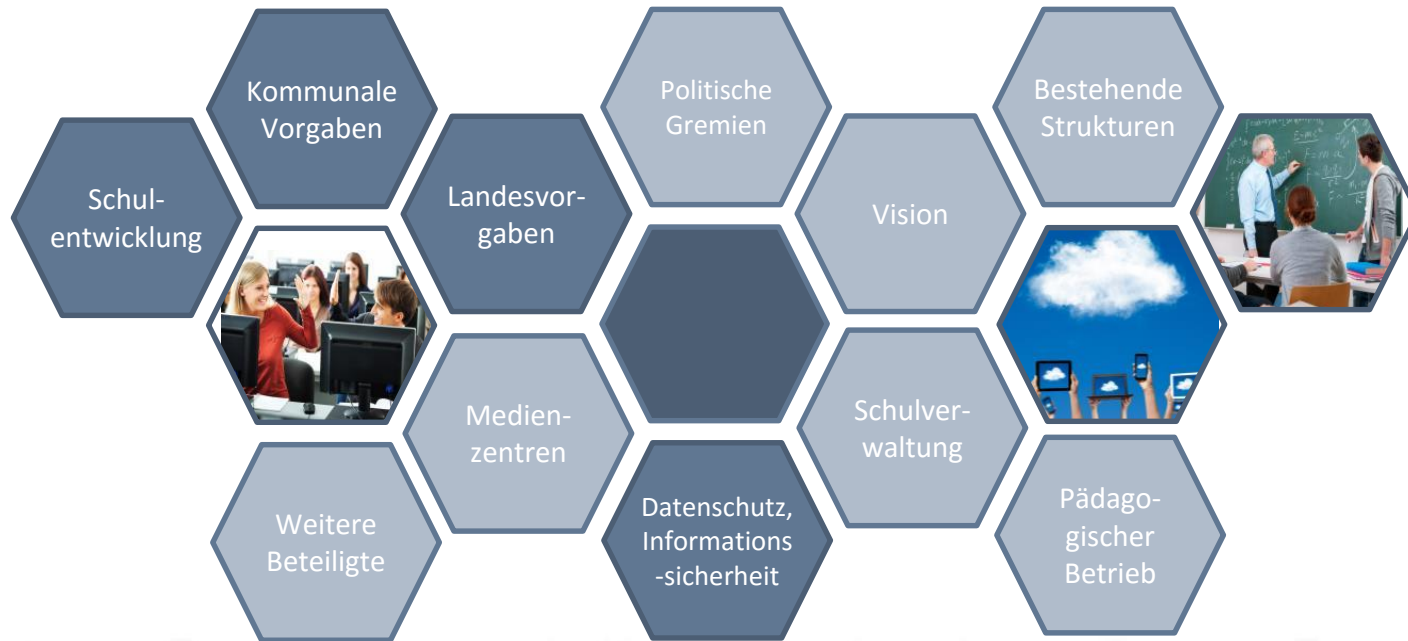 Kommunale
Vorgaben
Politische
Gremien
Bestehende
Strukturen
Schul-
entwicklung
Landesvor-
gaben
Vision
Medien-
zentren
Schulver-
waltung
Weitere
Beteiligte
Datenschutz,
Informations
-sicherheit
Pädago-
gischer
Betrieb